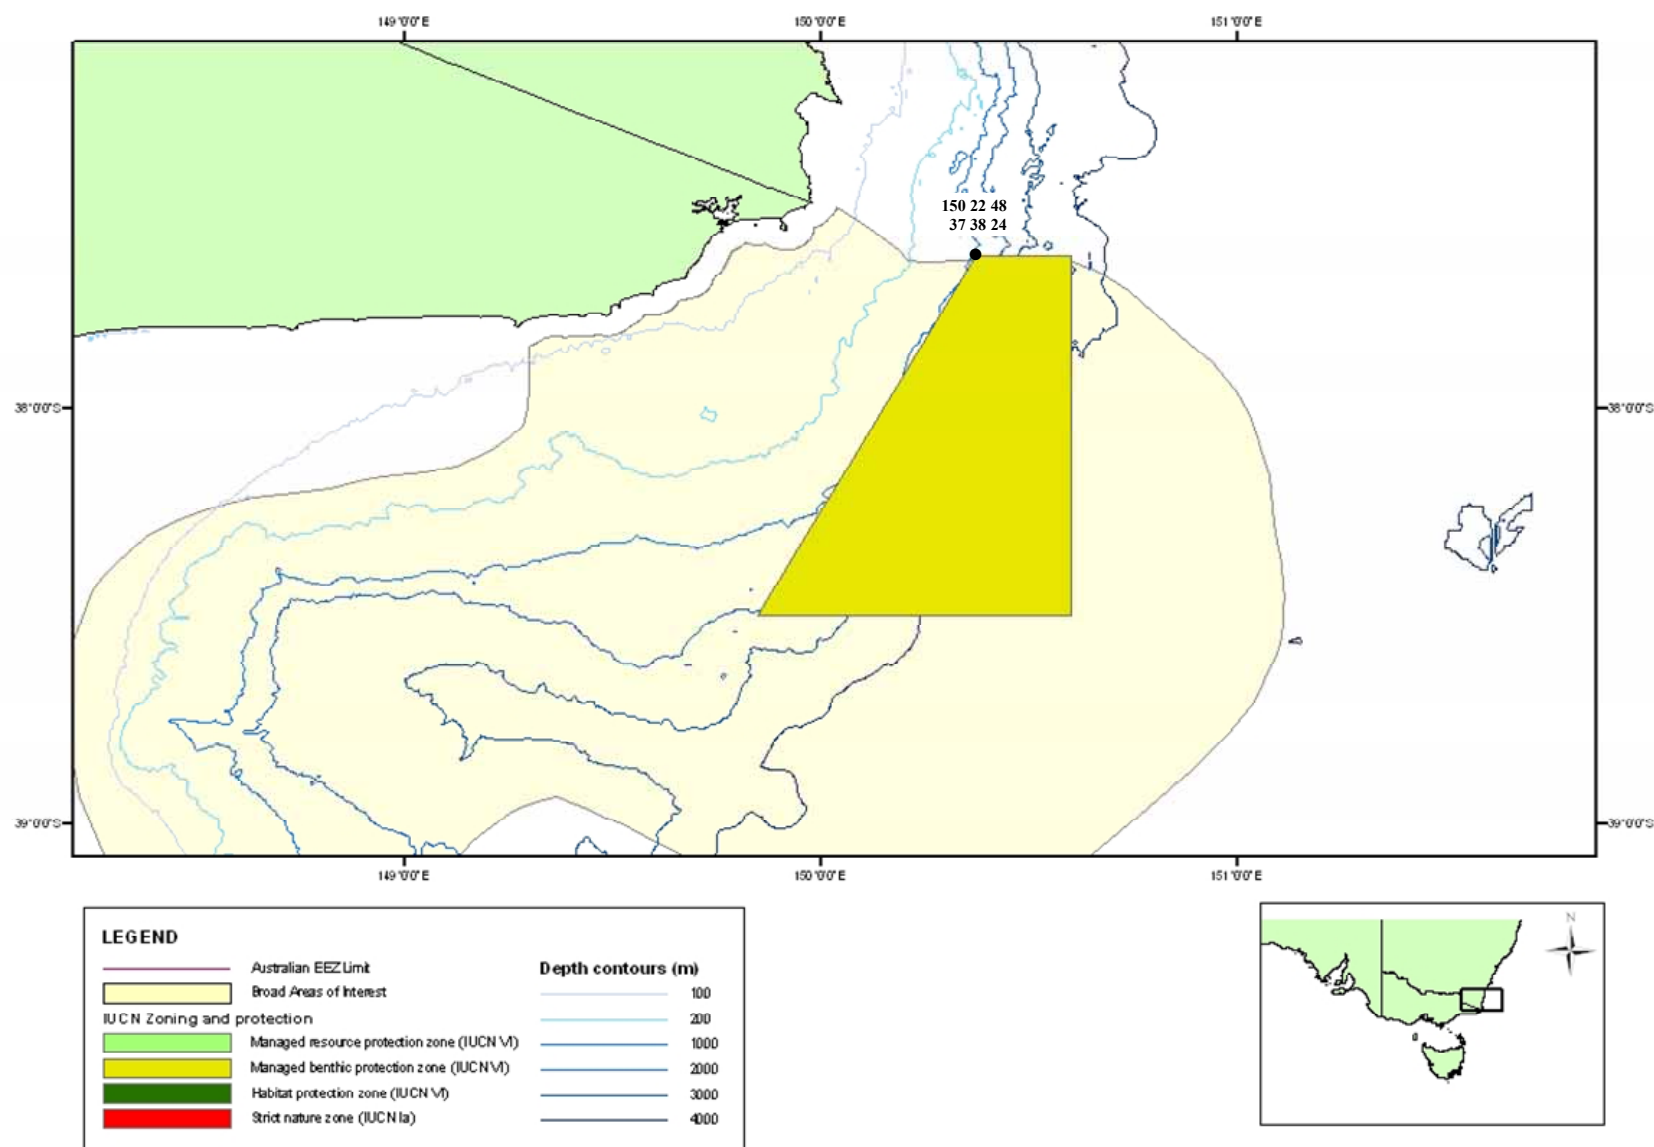 149°0'0"E 150°0'0"E 151°0'0"E
150 22 48
37 38 24
38°0'0"S 38°0'0"S
39°0'0"S 39°0'0"S
149°0'0"E 150°0'0"E 151°0'0"E
LEGEND
Australian EEZ Limit
Broad Areas of Interest
IUCN Zoning and protection
Managed resource protection zone (IUCN VI)
Managed benthic protection zone (IUCN VI)
Habitat protection zone (IUCN VI)
Strict nature zone (IUCN Ia)
Depth contours (m)
100
200
1000
2000
3000
4000
N